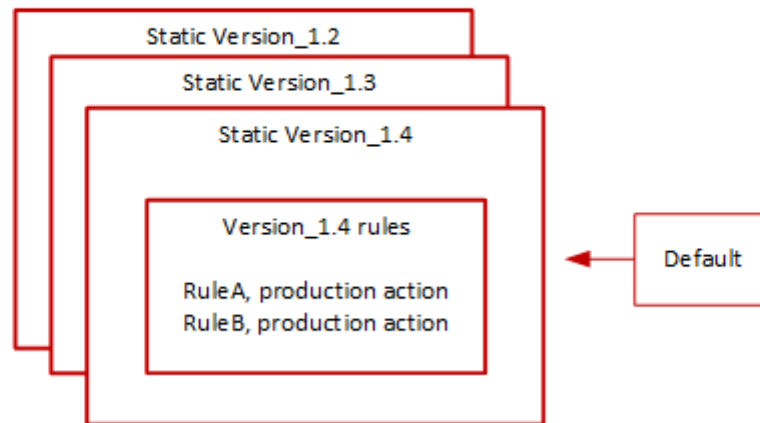 Static Version_1.2
Static Version_1.3
Static Version_1.4
Version_1.4 rules
RuleA, production action
RuleB, production action
Default